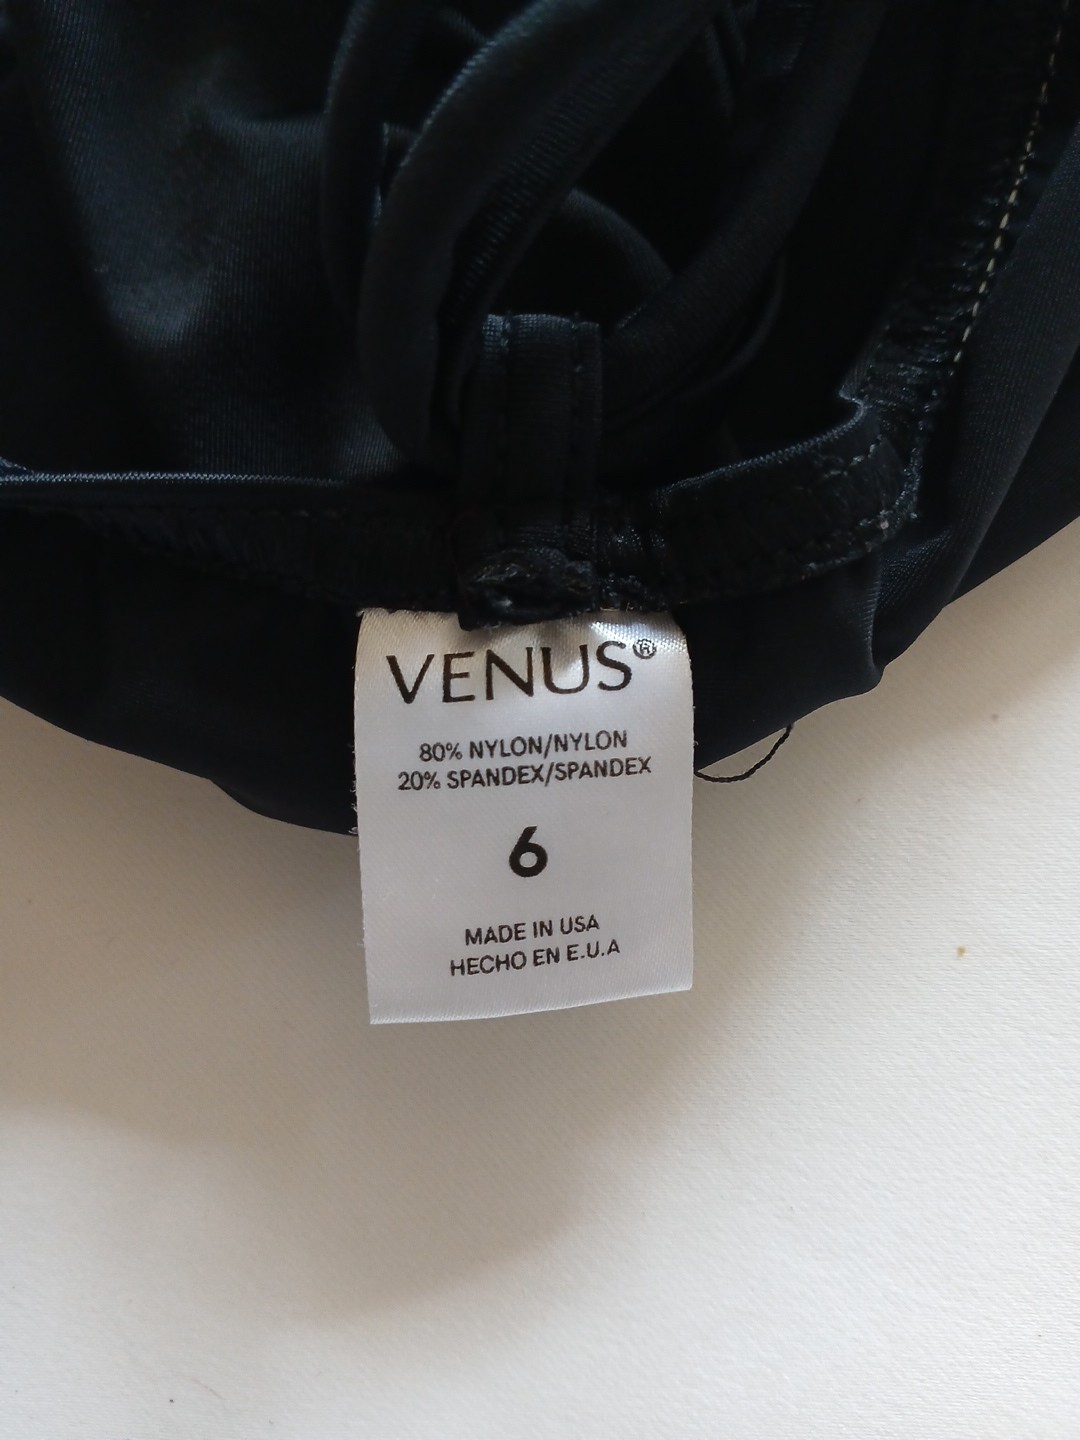 VENUS®
80% NYLON/NYLON
20% SPANDEX/SPANDEX
6
MADE IN USA
HECHO EN E.U.A